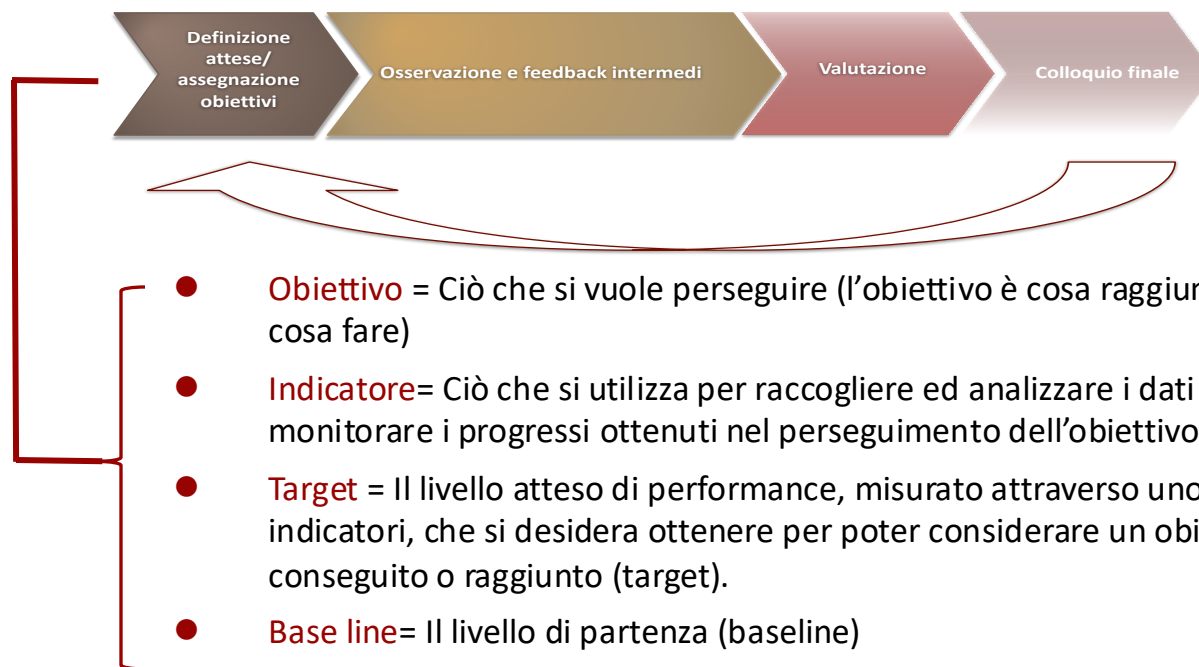 Definizione
attese/
assegnazione
obiettivi
Osservazione e feedback intermedi
Valutazione
Colloquio finale
Obiettivo = Ciò che si vuole perseguire (l’obiettivo è cosa
cosa fare)
Indicatore= Ciò che si utilizza per raccogliere ed analizzare i dati
monitorare i progressi ottenuti nel perseguimento dell’obiettivo
Target = Il livello atteso di performance, misurato attraverso uno
indicatori, che si desidera ottenere per poter considerare un
conseguito o raggiunto (target).
Base line= Il livello di partenza (baseline)